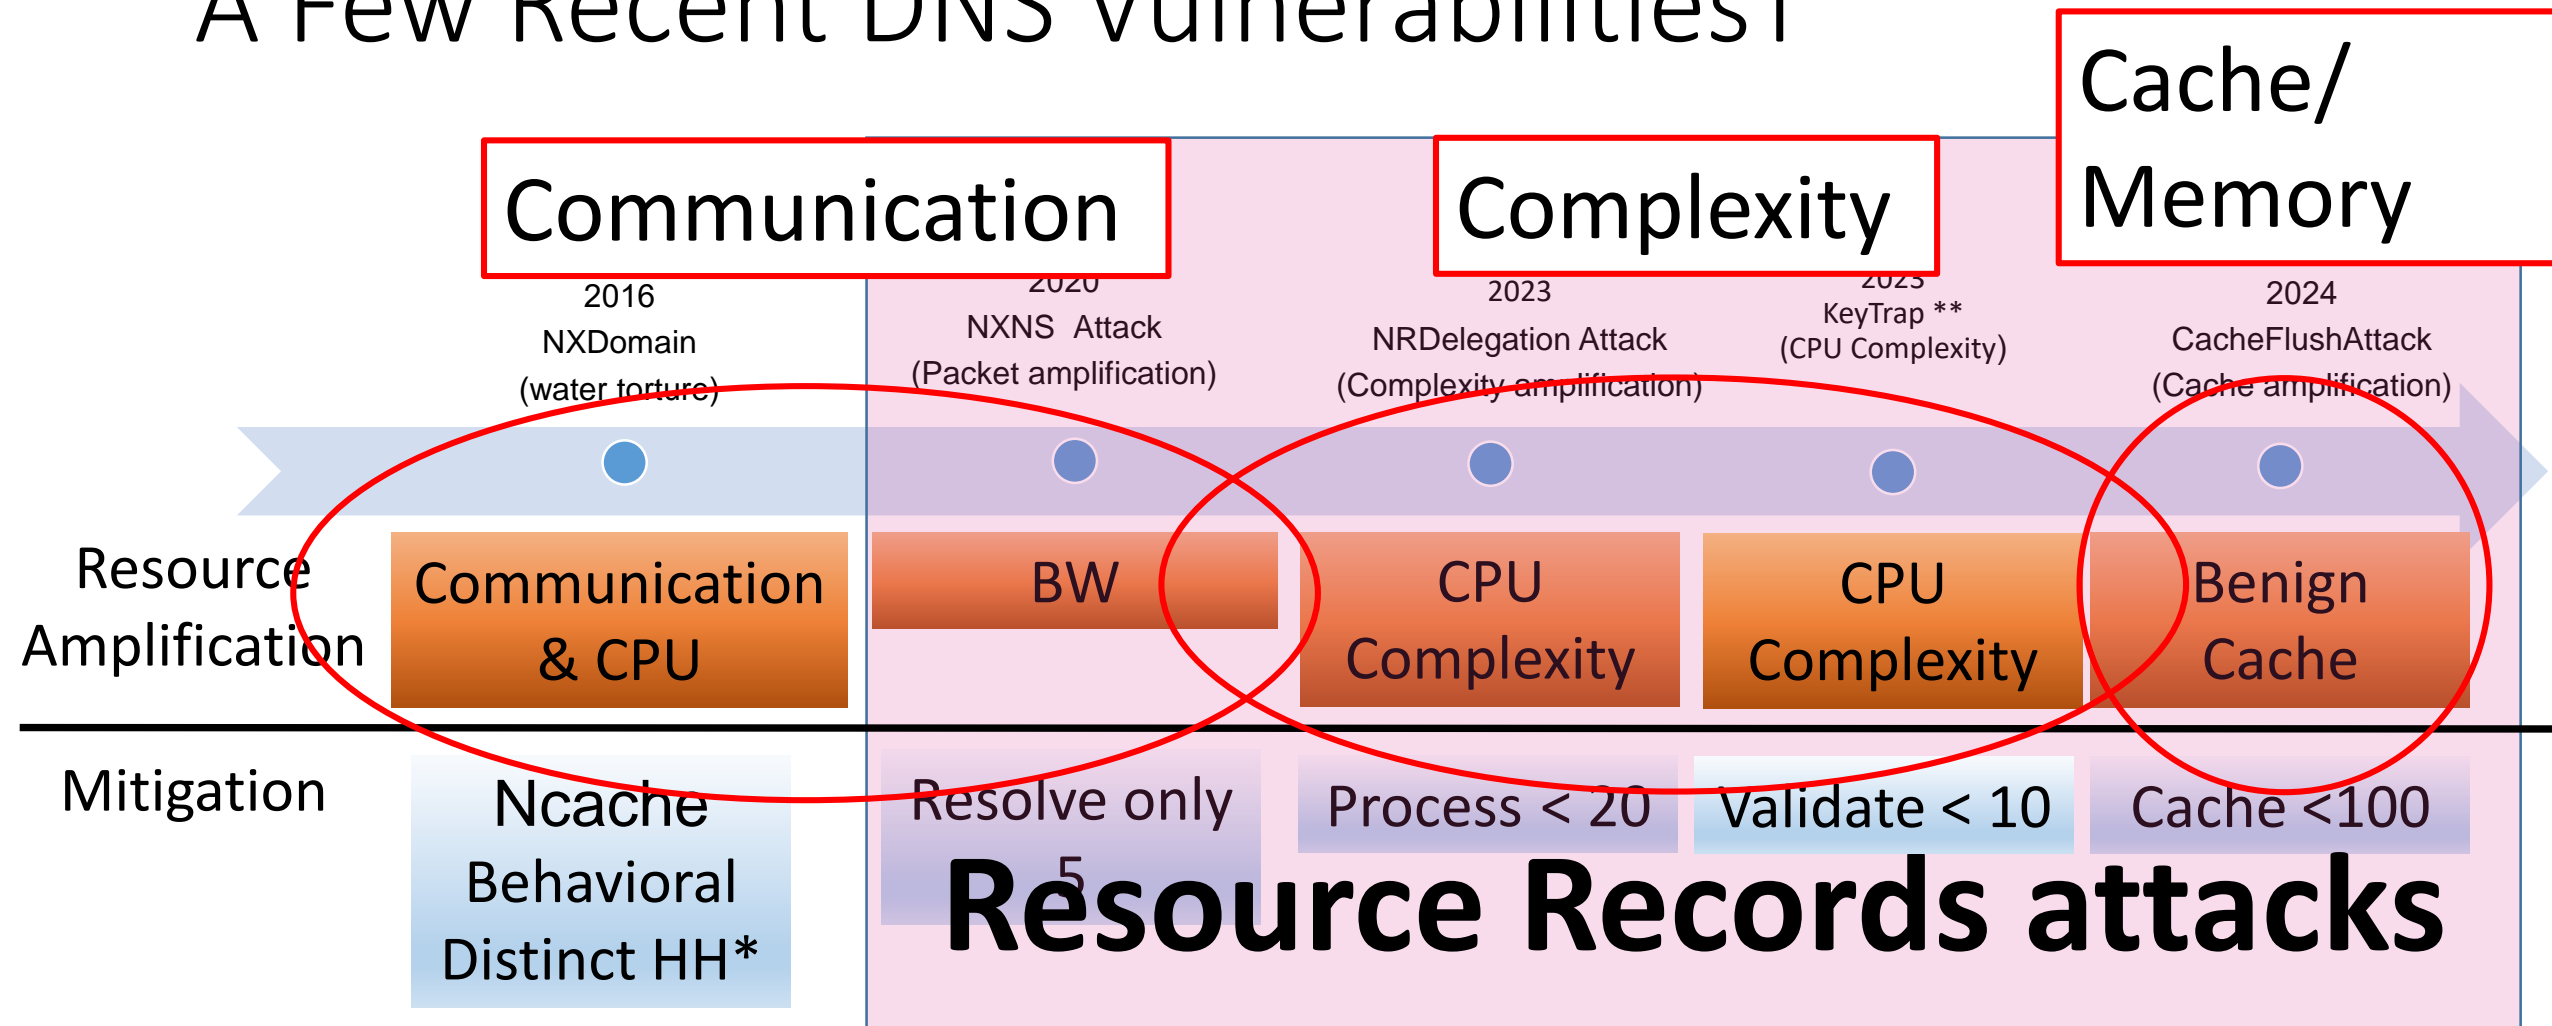 A Few Recent DNS Vulnerabilities1
Cache/
Memory
Communication
Complexity
2016
NXDomain
(water torture)
2020
NXNS Attack
(Packet amplification)
2023
NRDelegation Attack
(Complexity amplification)
2023
KeyTrap **
(CPU Complexity)
2024
CacheFlushAttack
(Cache amplification)
Resource
Amplification
Communication
& CPU
BW
CPU
Complexity
CPU
Complexity
Benign
Cache
Mitigation
Ncache
Behavioral
Distinct HH*
Resolve only
5
Process < 20
Validate < 10
Cache <100
Resource Records attacks